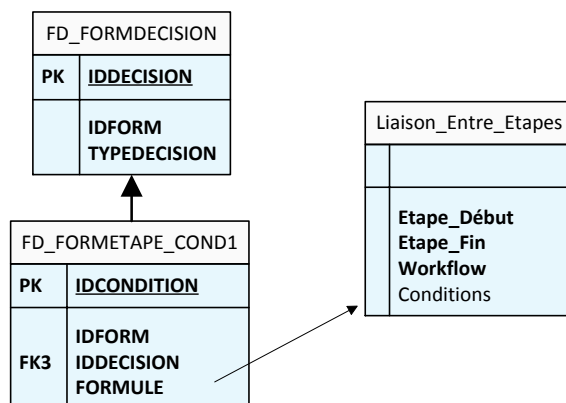 FD_FORMDECISION
PK IDDECISION
IDFORM
TYPEDECISION
Liaison_Entre_Etapes
Etape_Début
Etape_Fin
Workflow
Conditions
FD_FORMETAPE_COND1
PK IDCONDITION
IDFORM
FK3 IDDECISION
FORMULE